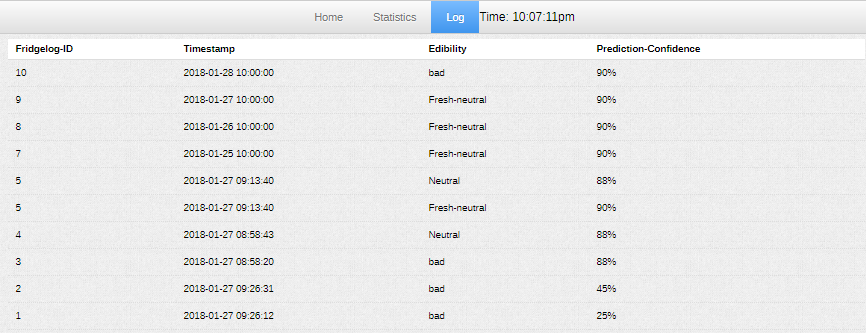 Home Statistics Log Time: 10:07:11pm
Fridgelog-ID Timestamp Edibility Prediction-Confidence
10 2018-01-28 10:00:00 bad 90%
9 2018-01-27 10:00:00 Fresh-neutral 90%
8 2018-01-26 10:00:00 Fresh-neutral 90%
7 2018-01-25 10:00:00 Fresh-neutral 90%
5 2018-01-27 09:13:40 Neutral 88%
5 2018-01-27 09:13:40 Fresh-neutral 90%
4 2018-01-27 08:58:43 Neutral 88%
3 2018-01-27 08:58:20 bad 88%
2 2018-01-27 09:26:31 bad 45%
1 2018-01-27 09:26:12 bad 25%